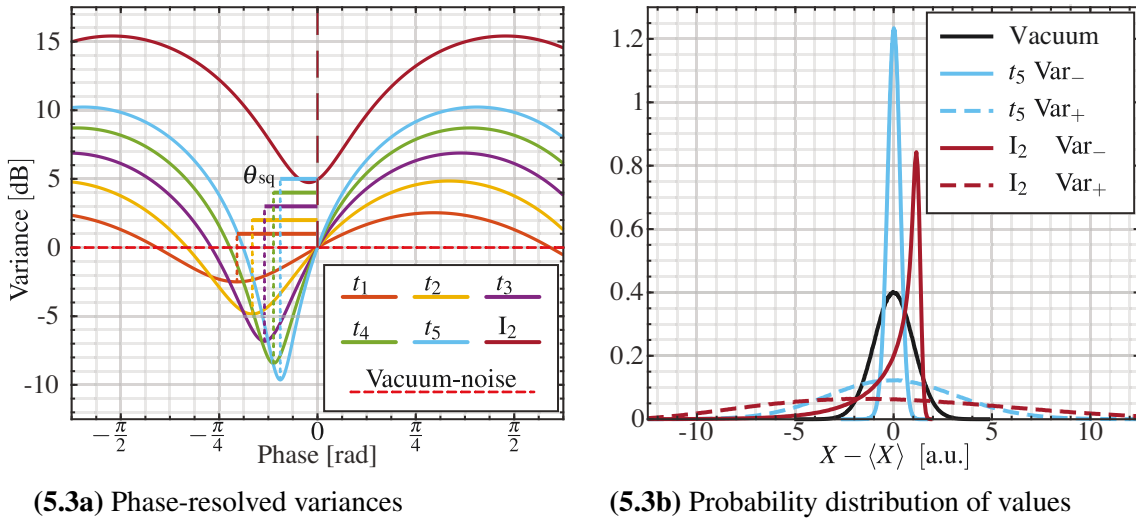 15
10
5
0
-5
-10
Variance [dB]
θsq
t1 t2 t3
t4 t5 I2
Vacuum-noise
−π/2 −π/4 0 π/4 π/2
Phase [rad]
(5.3a) Phase-resolved variances
1.2
1
0.8
0.6
0.4
0.2
0
Vacuum
t5 Var−
t5 Var+
I2 Var−
I2 Var+
-10 -5 0 5 10
X − ⟨X⟩ [a.u.]
(5.3b) Probability distribution of values